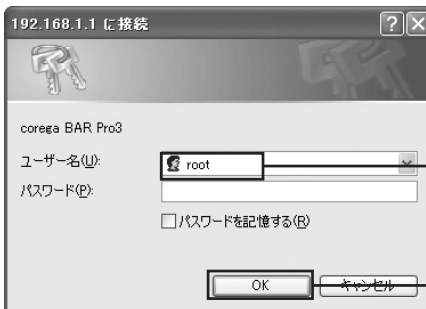 192.168.1.1 に接続
corega BAR Pro3
ユーザー名(U):
root
パスワード(P):
パスワードを記憶する(R)
OK
キャンセル